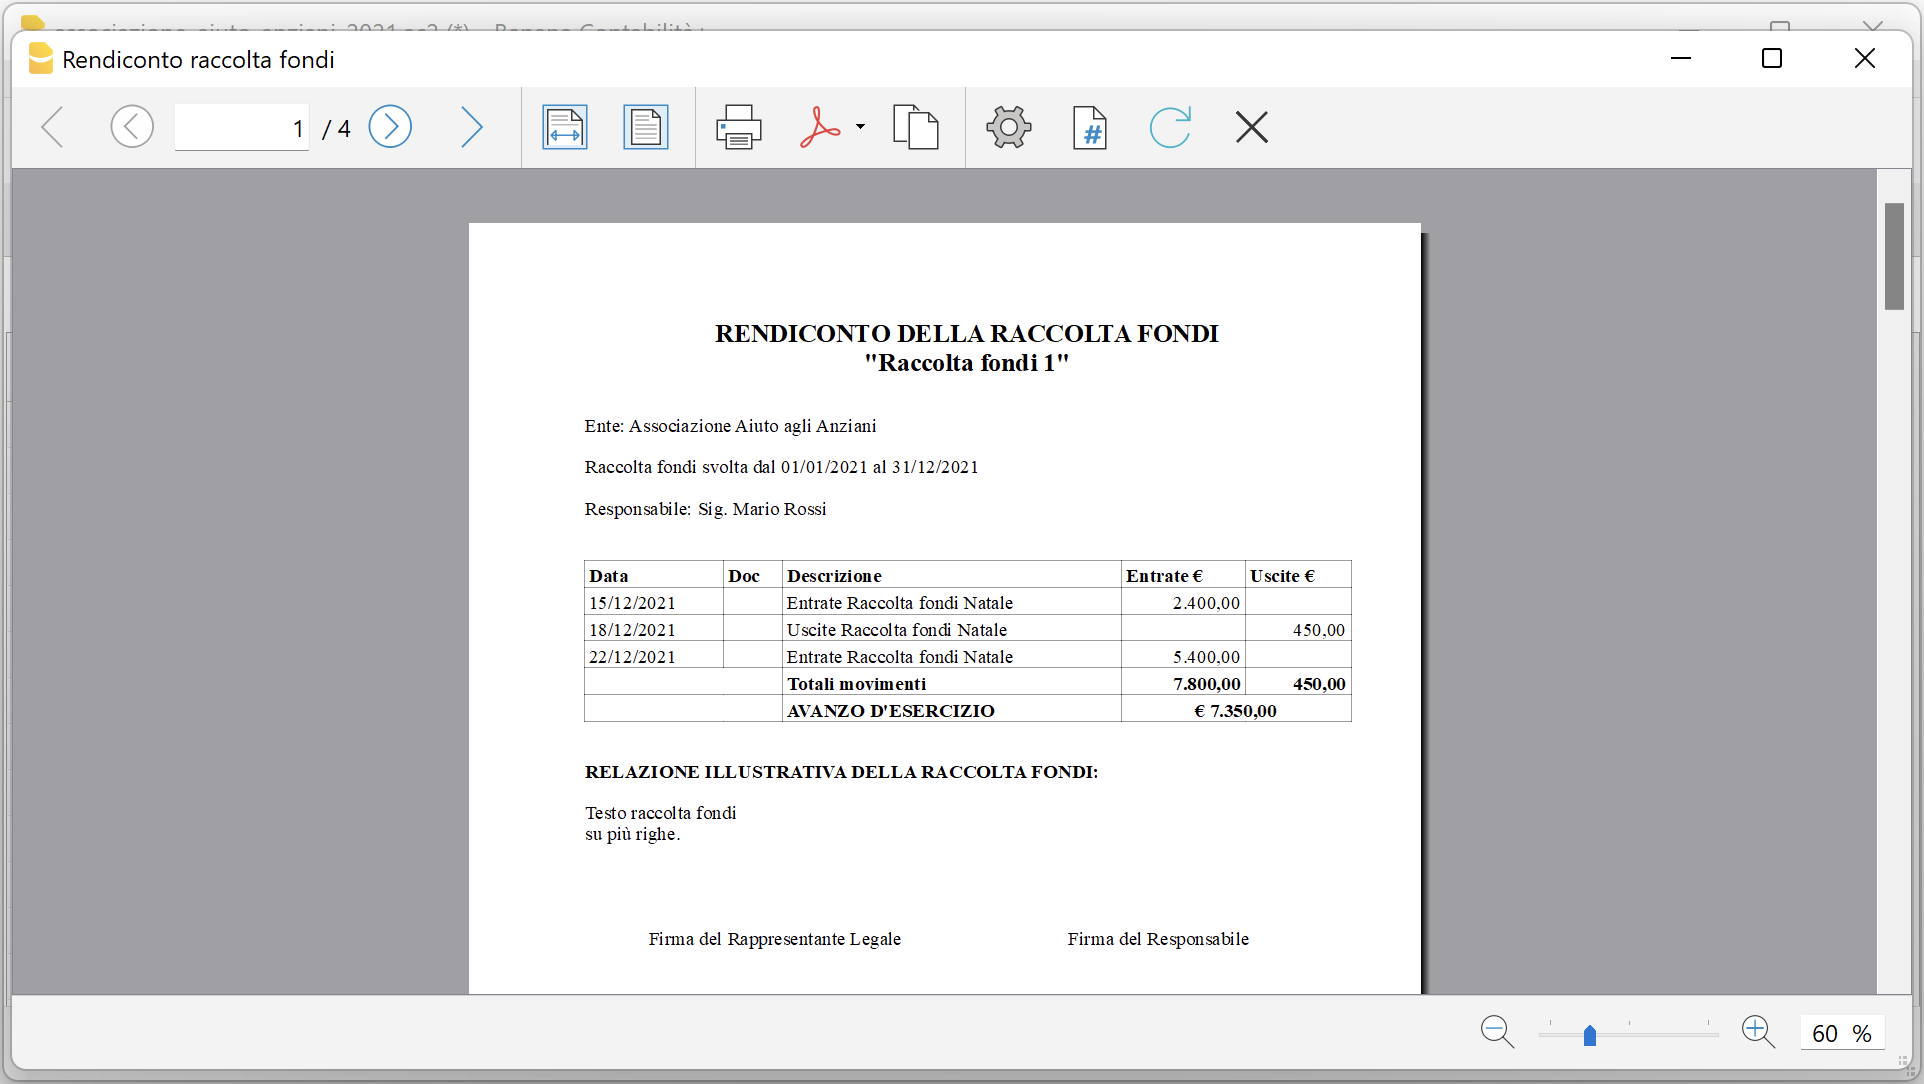 Rendiconto raccolta fondi
1 / 4
RENDICONTO DELLA RACCOLTA FONDI
"Raccolta fondi 1"
Ente: Associazione Aiuto agli Anziani
Raccolta fondi svolta dal 01/01/2021 al 31/12/2021
Responsabile: Sig. Mario Rossi
Data Doc Descrizione Entrate € Uscite €
15/12/2021 Entrate Raccolta fondi Natale 2.400,00
18/12/2021 Uscite Raccolta fondi Natale 450,00
22/12/2021 Entrate Raccolta fondi Natale 5.400,00
Totali movimenti 7.800,00 450,00
AVANZO D'ESERCIZIO € 7.350,00
RELAZIONE ILLUSTRATIVA DELLA RACCOLTA FONDI:
Testo raccolta fondi
su più righe.
Firma del Rappresentante Legale Firma del Responsabile
60 %